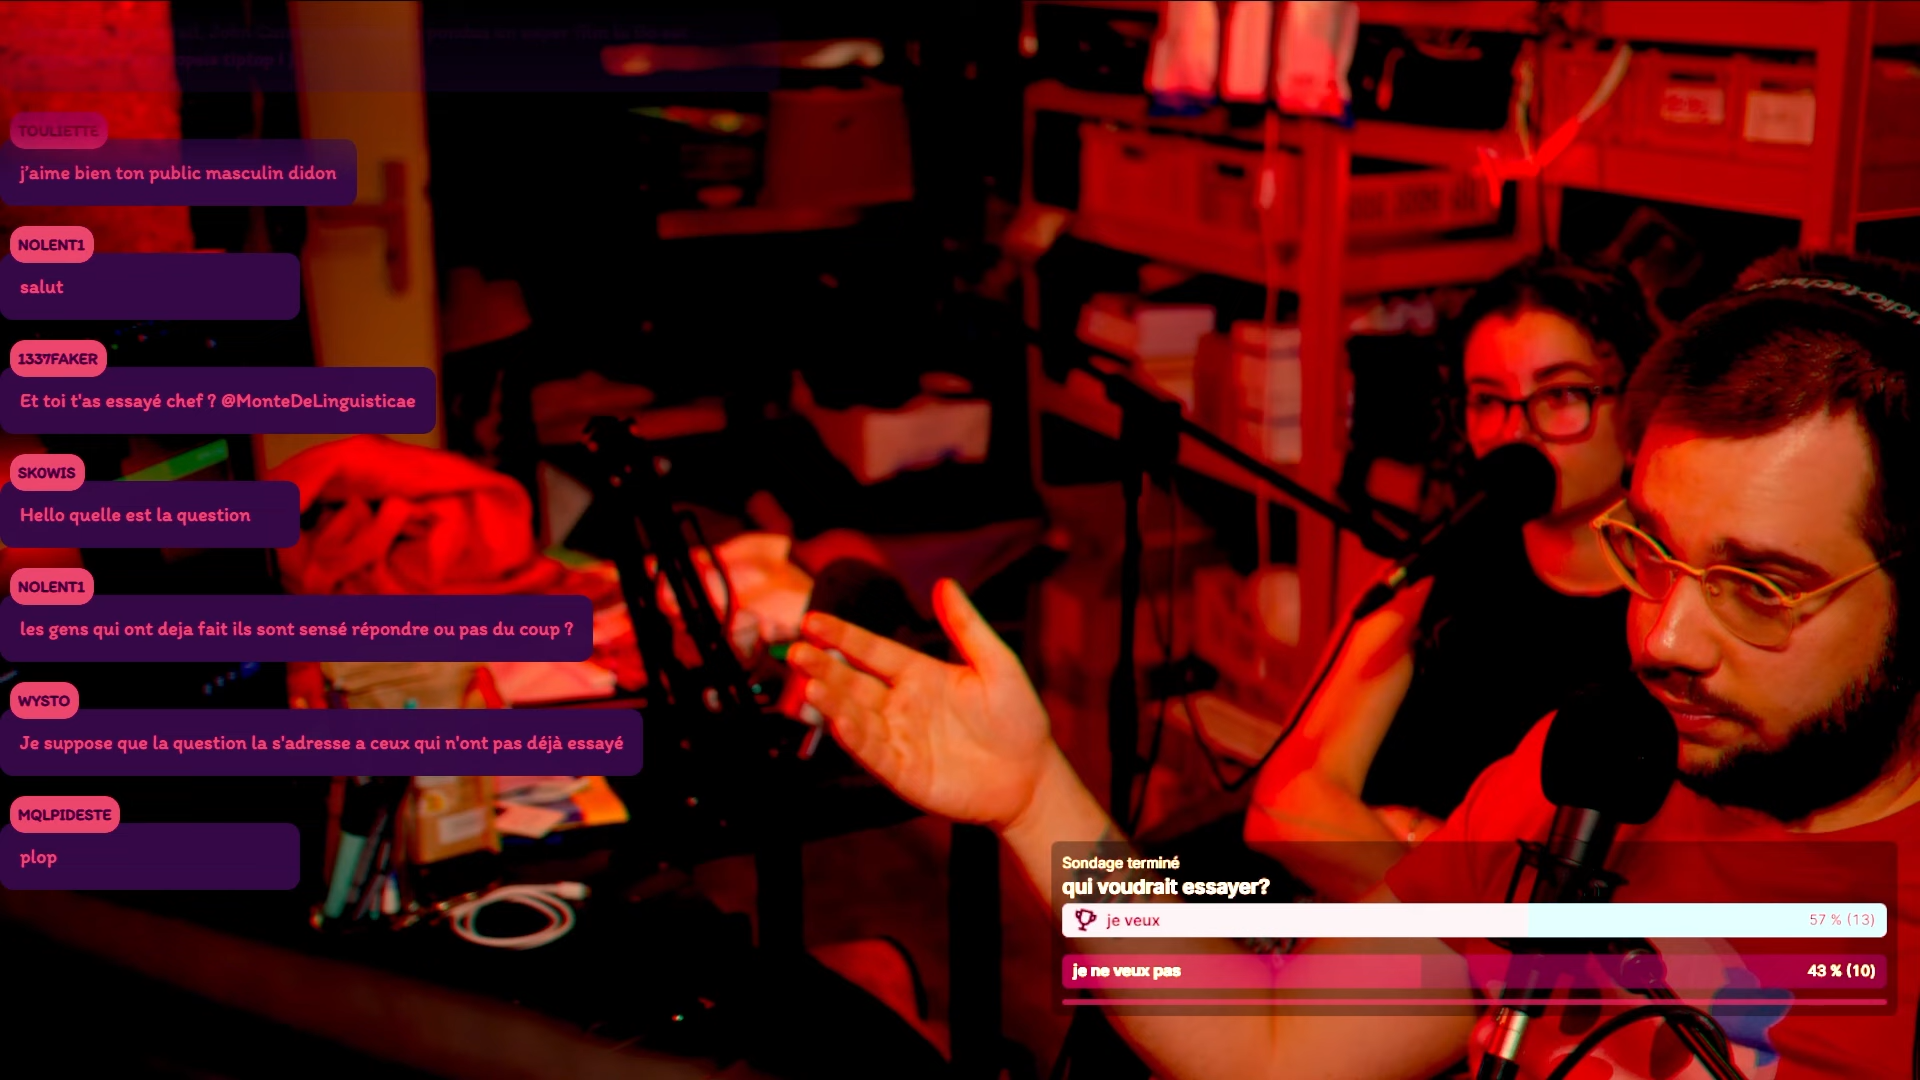 TOULIETTE
j'aime bien ton public masculin didon
NOLENT1
salut
1337FAKER
Et toi t'as essayé chef ? @MonteDeLinguisticae
SK0WIS
Hello quelle est la question
NOLENT1
les gens qui ont deja fait ils sont sensé répondre ou pas du coup ?
WYSTO
Je suppose que la question la s'adresse a ceux qui n'ont pas déjà essayé
MQLPIDESTE
plop
Sondage terminé
qui voudrait essayer?
je veux 57 % (13)
je ne veux pas 43 % (10)